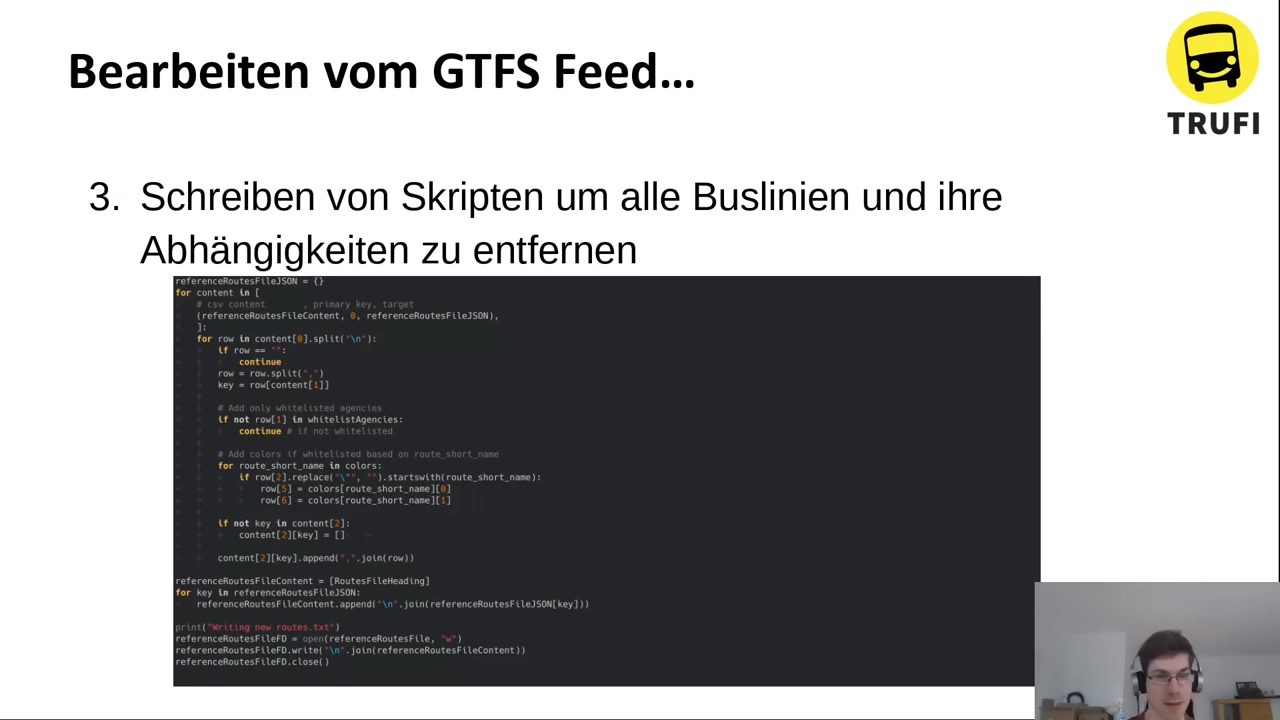 Bearbeiten vom GTFS Feed…
TRUFI
3. Schreiben von Skripten um alle Buslinien und ihre
Abhängigkeiten zu entfernen
referenceRoutesFileJSON = {}
for content in [
# csv content , primary key, target
(referenceRoutesFileContent, 0, referenceRoutesFileJSON),
]:
for row in content[0].split("\n"):
if row == "":
continue
row = row.split(",")
key = row[content[1]]
# Add only whitelisted agencies
if not row[1] in whitelistAgencies:
continue # if not whitelisted
# Add colors if whitelisted based on route_short_name
for route_short_name in colors:
if row[2].replace("\"", "").startswith(route_short_name):
row[5] = colors[route_short_name][0]
row[6] = colors[route_short_name][1]
if not key in content[2]:
content[2][key] = []
content[2][key].append(",".join(row))
referenceRoutesFileContent = [RoutesFileHeading]
for key in referenceRoutesFileJSON:
referenceRoutesFileContent.append("\n".join(referenceRoutesFileJSON[key]))
print("Writing new routes.txt")
referenceRoutesFileFD = open(referenceRoutesFile, "w")
referenceRoutesFileFD.write("\n".join(referenceRoutesFileContent))
referenceRoutesFileFD.close()